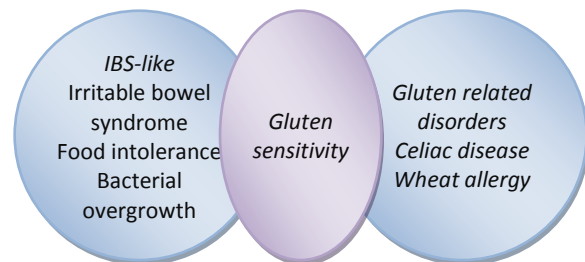 IBS-like
Irritable bowel
syndrome
Food intolerance
Bacterial
overgrowth
Gluten
sensitivity
Gluten related
disorders
Celiac disease
Wheat allergy